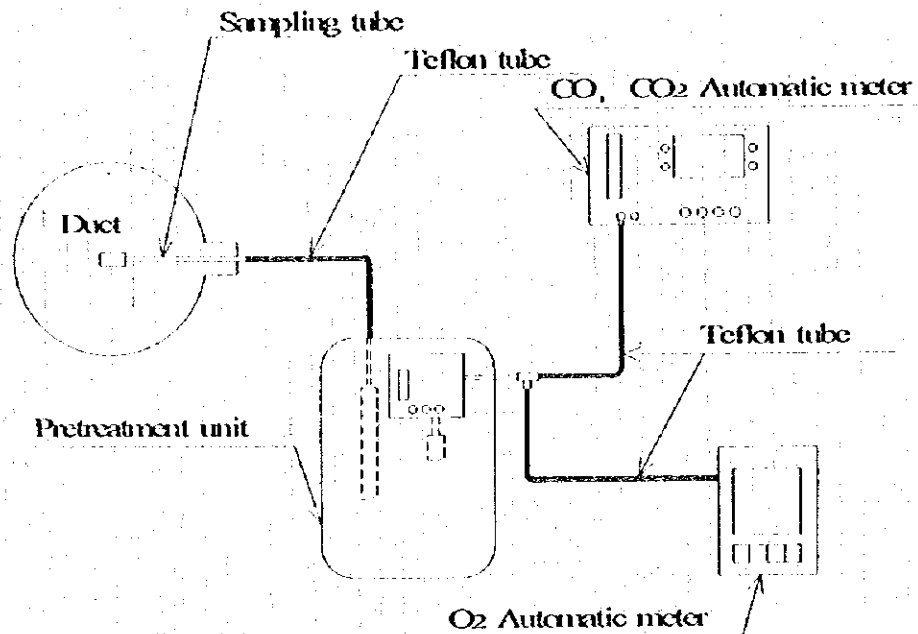 Sampling tube
Teflon tube
CO, CO₂ Automatic meter
Duct
Teflon tube
Pretreatment unit
O₂ Automatic meter